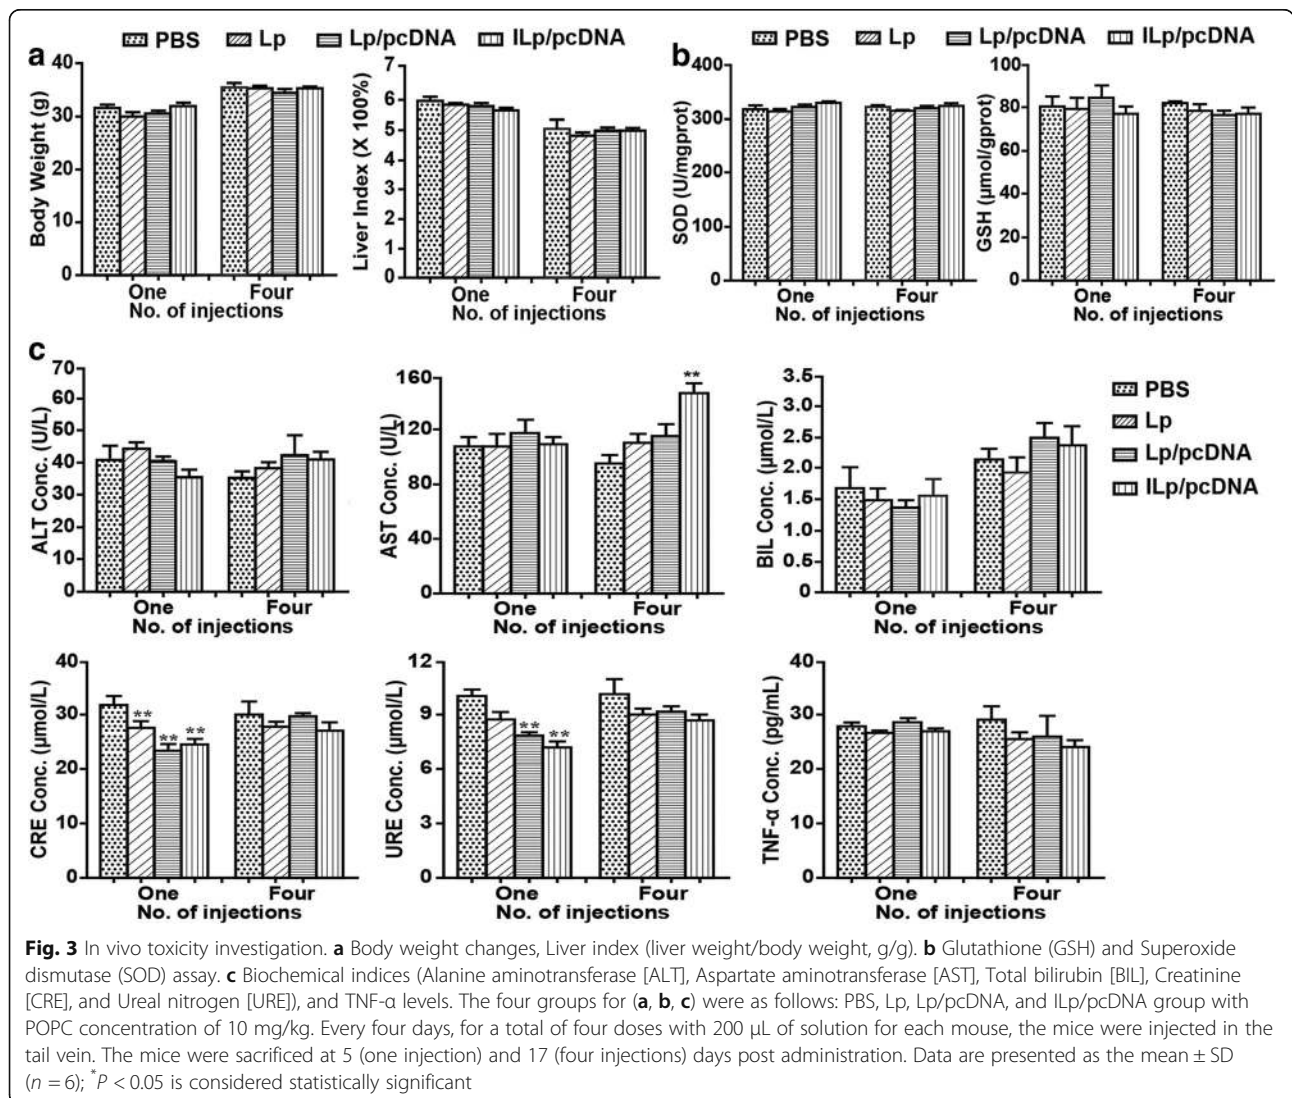 a PBS Lp Lp/pcDNA ILp/pcDNA
Body Weight (g)
40
30
20
10
0
One Four
No. of injections
Liver Index (X 100%)
7
6
5
4
5
6
7
0
One Four
No. of injections
b PBS Lp Lp/pcDNA ILp/pcDNA
SOD (U/mgprot)
400
300
200
100
0
One Four
No. of injections
GSH (µmol/gprot)
100
80
60
40
20
0
One Four
No. of injections
c
ALT Conc. (U/L)
70
60
50
40
30
20
10
0
One Four
No. of injections
AST Conc. (U/L)
160
120
80
40
0
**
One Four
No. of injections
BIL Conc. (µmol/L)
3.5
3.0
2.5
2.0
1.5
1.0
0.5
0
One Four
No. of injections
PBS
Lp
Lp/pcDNA
ILp/pcDNA
CRE Conc. (µmol/L)
40
30
20
10
0
** ** **
One Four
No. of injections
URE Conc. (µmol/L)
12
9
6
3
0
** **
One Four
No. of injections
TNF-α Conc. (pg/mL)
40
30
20
10
0
One Four
No. of injections
Fig. 3 In vivo toxicity investigation. a Body weight changes, Liver index (liver weight/body weight, g/g). b Glutathione (GSH) and Superoxide
dismutase (SOD) assay. c Biochemical indices (Alanine aminotransferase [ALT], Aspartate aminotransferase [AST], Total bilirubin [BIL], Creatinine
[CRE], and Ureal nitrogen [URE]), and TNF-α levels. The four groups for (a, b, c) were as follows: PBS, Lp, Lp/pcDNA, and ILp/pcDNA group with
POPC concentration of 10 mg/kg. Every four days, for a total of four doses with 200 µL of solution for each mouse, the mice were injected in the
tail vein. The mice were sacrificed at 5 (one injection) and 17 (four injections) days post administration. Data are presented as the mean ± SD
(n = 6); *P < 0.05 is considered statistically significant